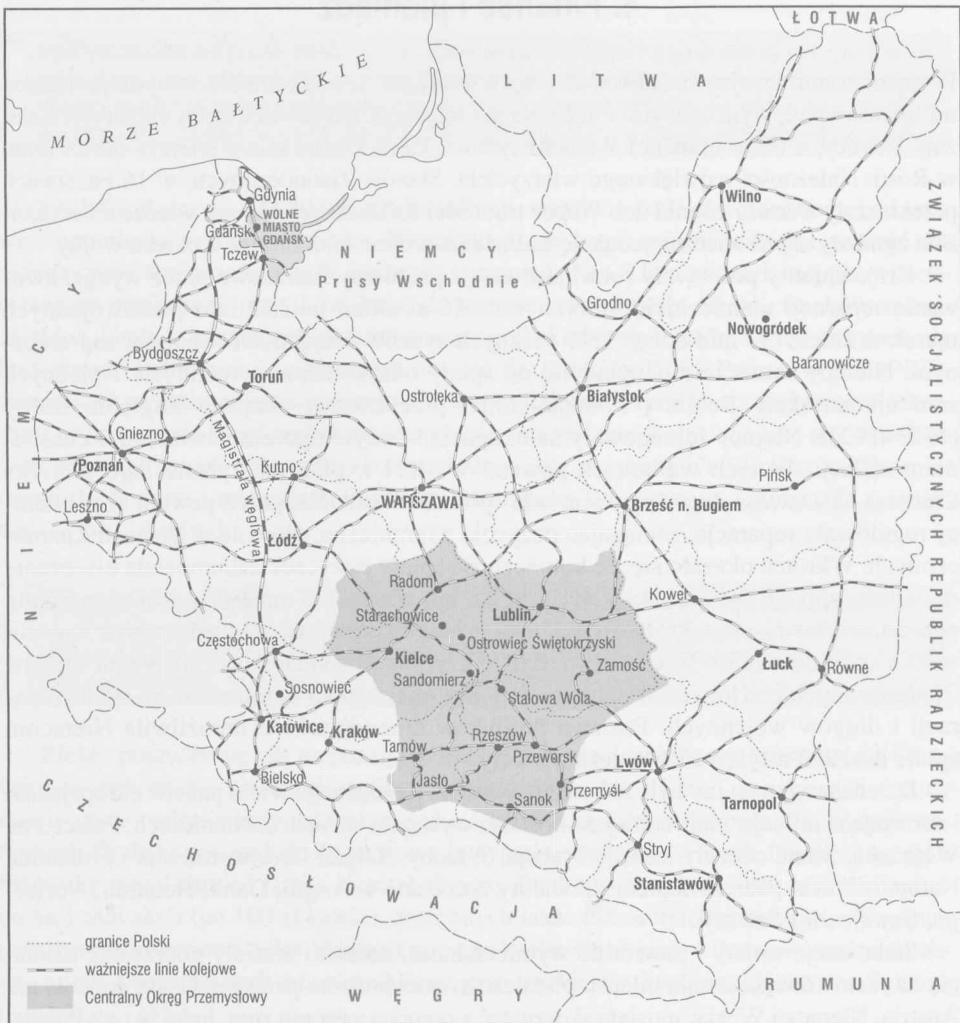 ŁOTWA
LITWA
MORZE BAŁTYCKIE
Gdynia
WOLNE
MIASTO
GDAŃSK
Gdańsk
Tczew
Wilno
NIEMCY
Prusy Wschodnie
Grodno
Nowogródek
Baranowicze
Bydgoszcz
Toruń
Ostrołęka
Białystok
Gniezno
Poznań
Magistrala węglowa
Kutno
WARSZAWA
Pińsk
Leszno
Brześć n. Bugiem
Łódź
NIEMCY
Radom
Lublin
Kowel
Starachowice
Ostrowiec Świętokrzyski
Częstochowa
Kielce
Łuck
Równe
Sandomierz
Zamość
Sosnowiec
Stalowa Wola
Katowice
Kraków
Rzeszów
Lwów
Tarnów
Przeworsk
Bielsko
Jasło
Przemyśl
Tarnopol
Sanok
Stryj
Stanisławów
CZECHOSŁOWACJA
ZWIĄZEK SOCJALISTYCZNYCH REPUBLIK RADZIECKICH
WĘGRY
RUMUNIA
granice Polski
ważniejsze linie kolejowe
Centralny Okręg Przemysłowy